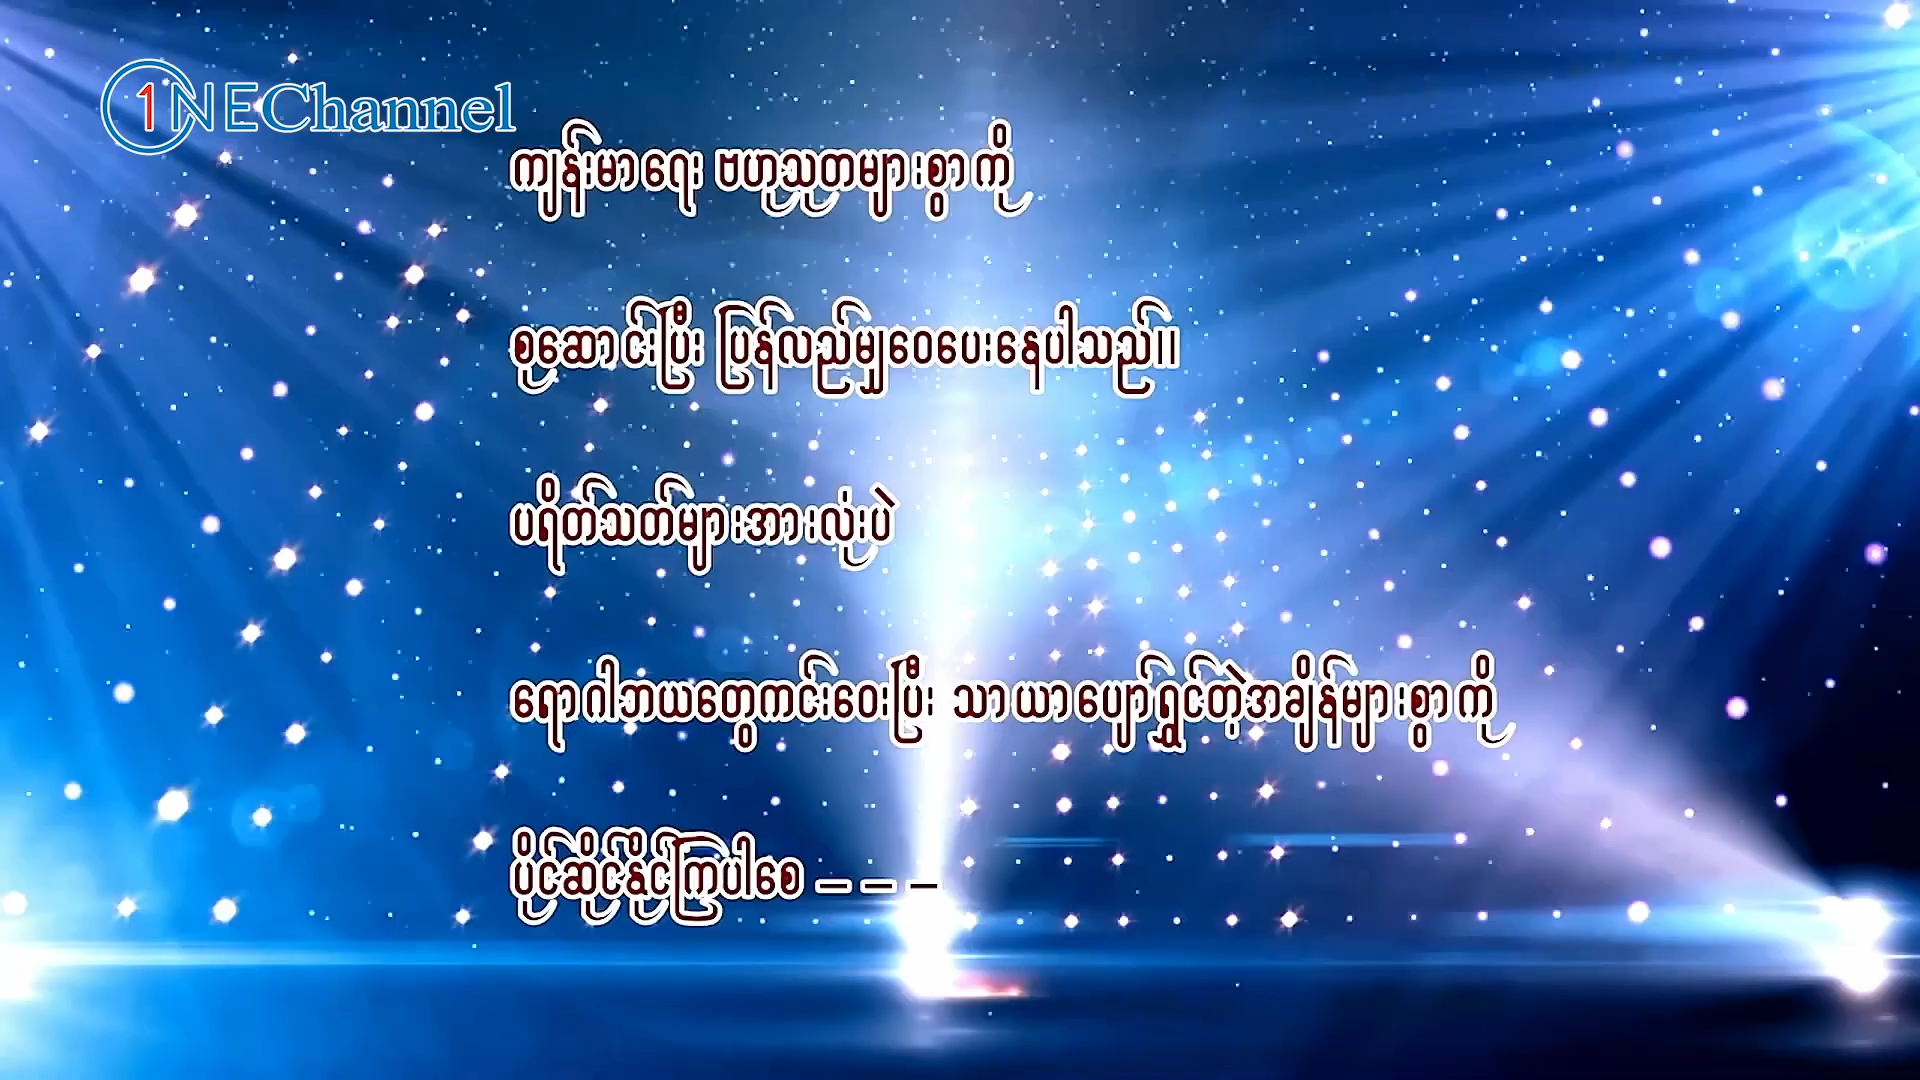 1NEChannel
ကျန်းမာရေး ဗဟုသုတများစွာကို
စုဆောင်းပြီး ပြန်လည်မျှဝေပေးနေပါသည်။
ပရိတ်သတ်များအားလုံးပဲ
ရောဂါဘယတွေကင်းဝေးပြီး သာယာပျော်ရွှင်တဲ့အချိန်များစွာကို
ပိုင်ဆိုင်နိုင်ကြပါစေ – – –